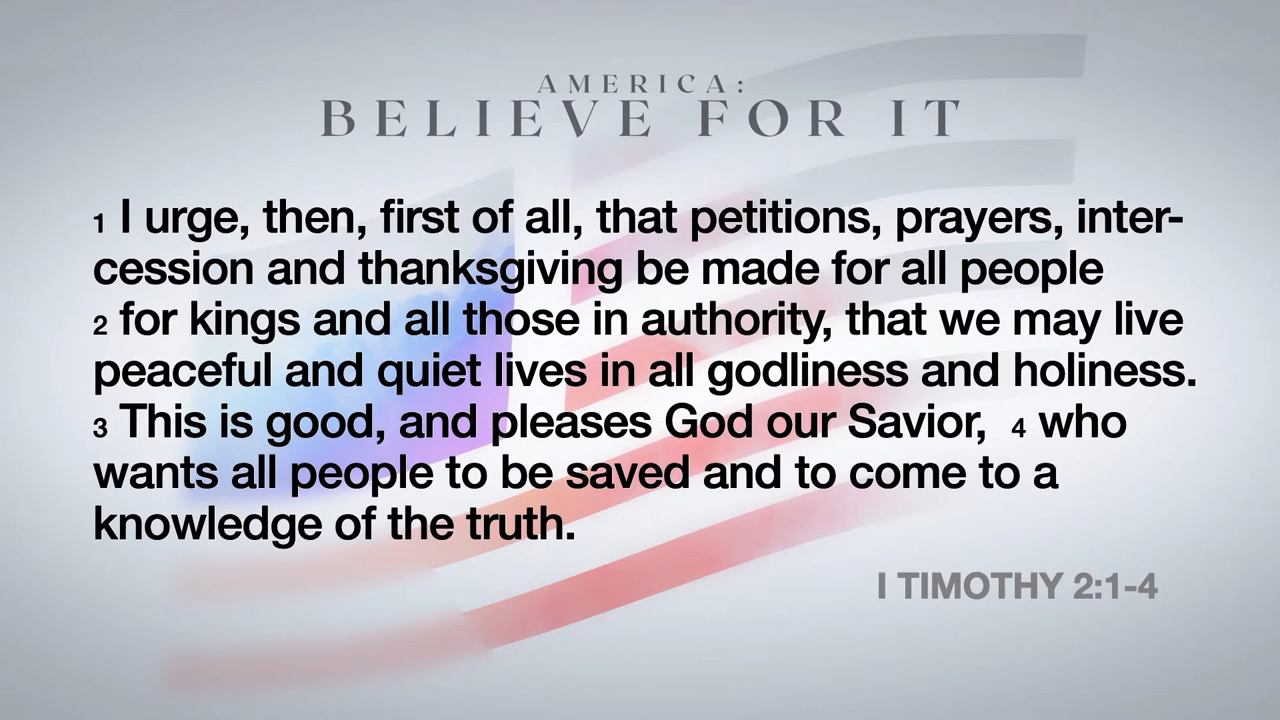 AMERICA:
BELIEVE FOR IT
1 I urge, then, first of all, that petitions, prayers, inter-
cession and thanksgiving be made for all people
2 for kings and all those in authority, that we may live
peaceful and quiet lives in all godliness and holiness.
3 This is good, and pleases God our Savior, 4 who
wants all people to be saved and to come to a
knowledge of the truth.
I TIMOTHY 2:1-4